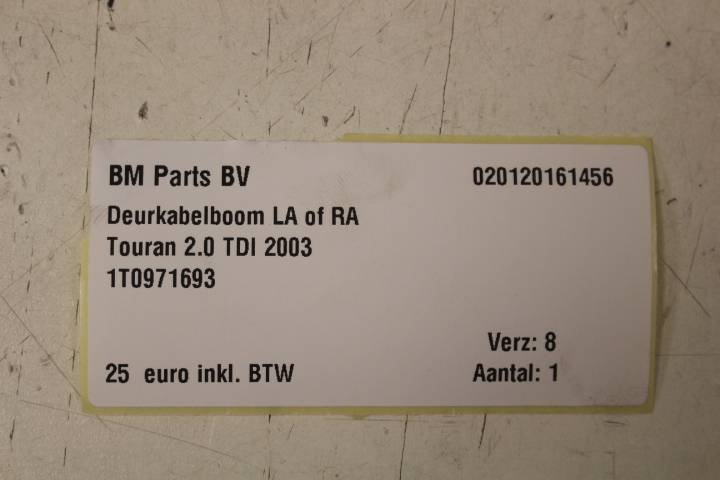 BM Parts BV 020120161456
Deurkabelboom LA of RA
Touran 2.0 TDI 2003
1T0971693
Verz: 8
25 euro inkl. BTW Aantal: 1